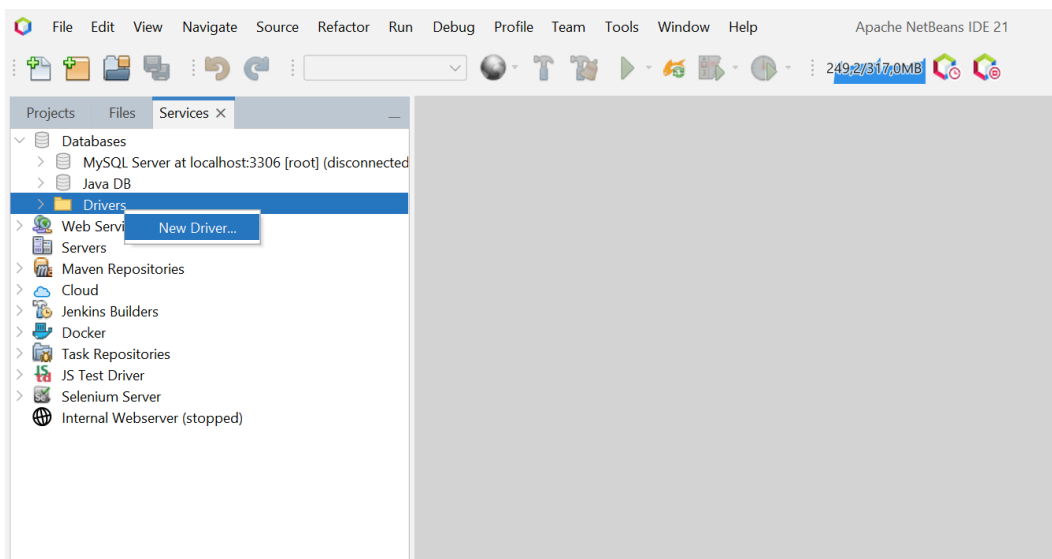 File Edit View Navigate Source Refactor Run Debug Profile Team Tools Window Help Apache NetBeans IDE 21
249,2/317,0MB
Projects Files Services
Databases
MySQL Server at localhost:3306 [root] (disconnected
Java DB
Drivers
Web Servi
New Driver...
Servers
Maven Repositories
Cloud
Jenkins Builders
Docker
Task Repositories
JS Test Driver
Selenium Server
Internal Webserver (stopped)